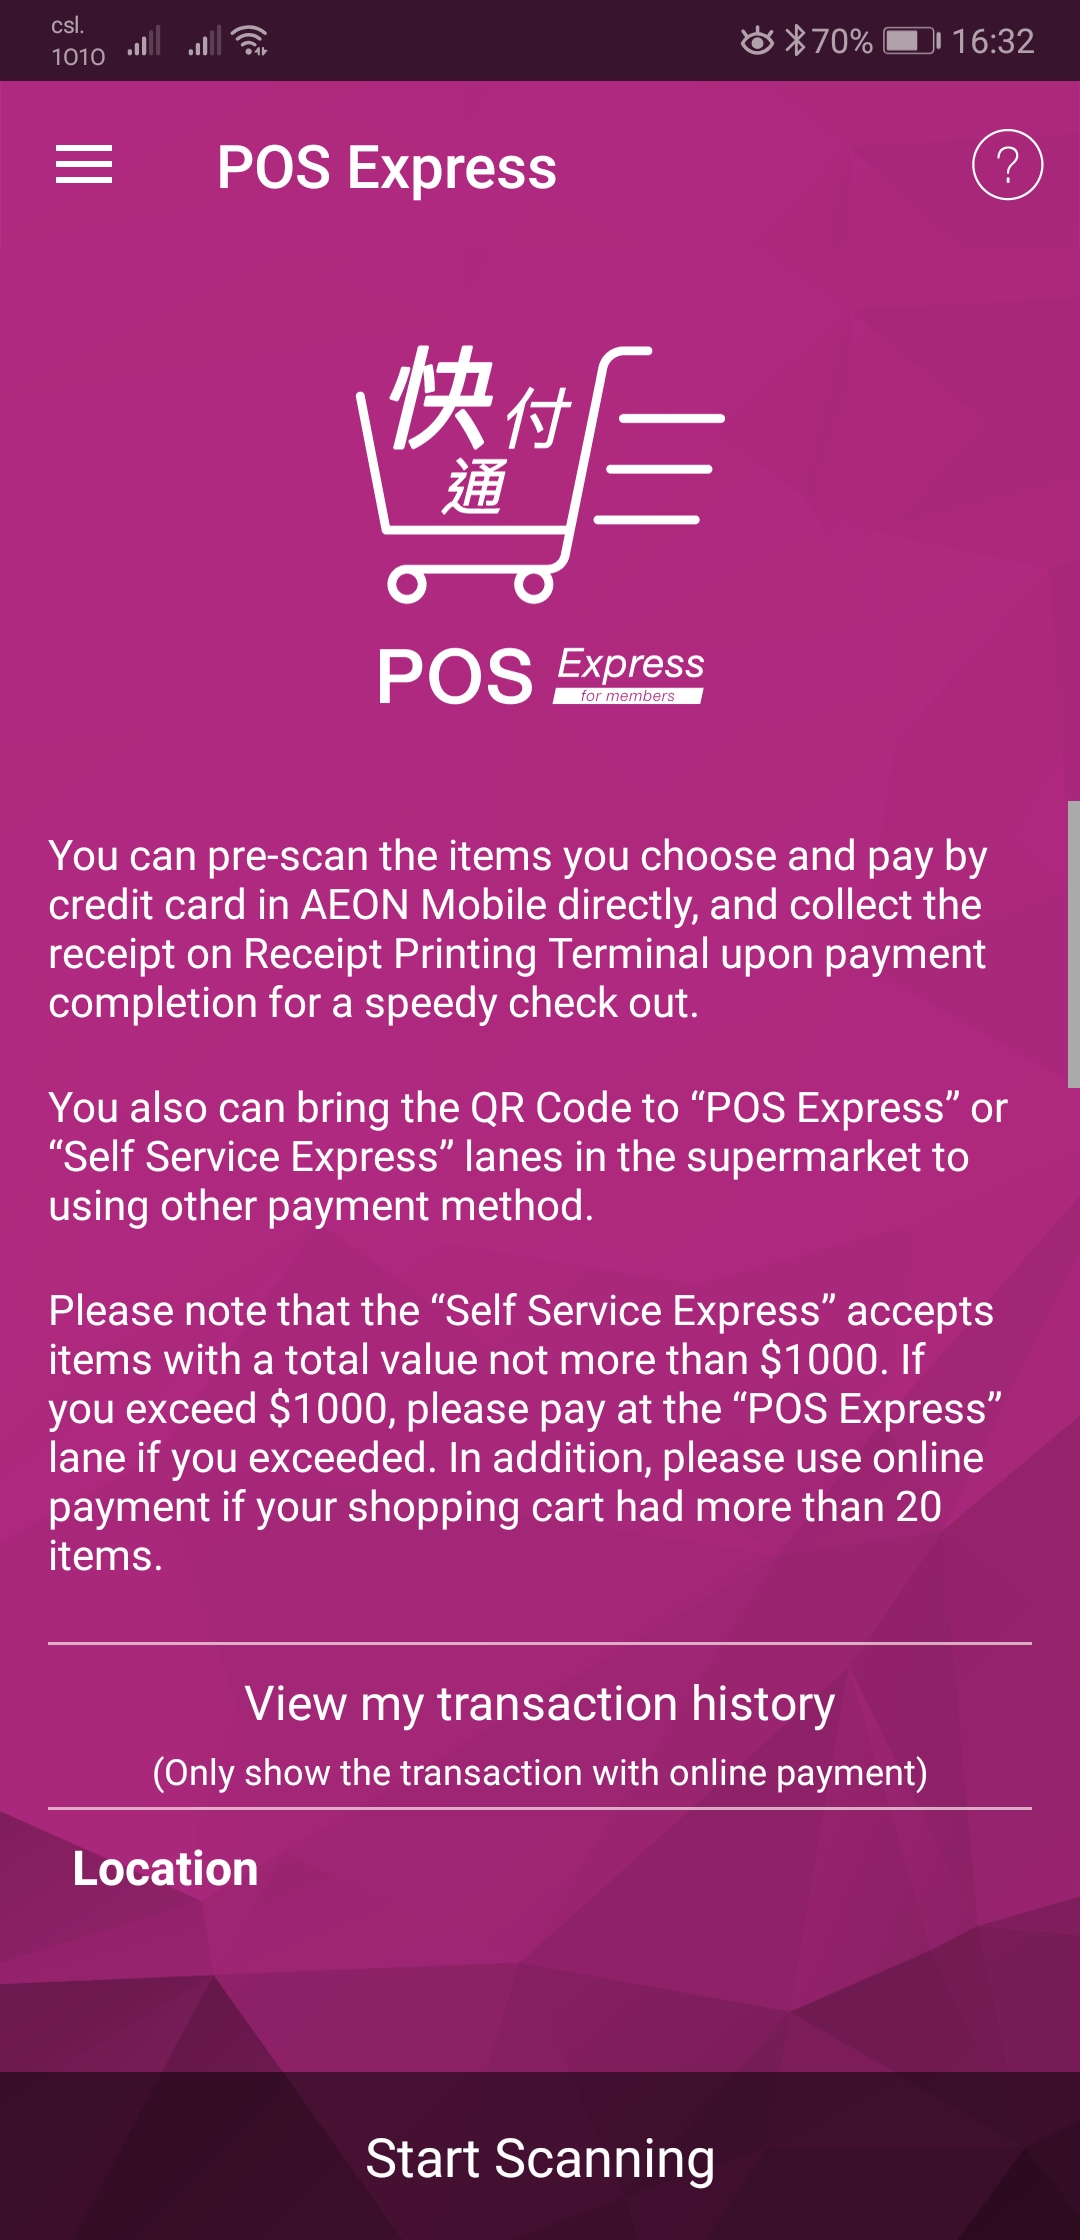 csl.
1010
70%
16:32
POS Express
?
快付
通
POS Express
for members
You can pre-scan the items you choose and pay by
credit card in AEON Mobile directly, and collect the
receipt on Receipt Printing Terminal upon payment
completion for a speedy check out.
You also can bring the QR Code to “POS Express” or
“Self Service Express” lanes in the supermarket to
using other payment method.
Please note that the “Self Service Express” accepts
items with a total value not more than $1000. If
you exceed $1000, please pay at the “POS Express”
lane if you exceeded. In addition, please use online
payment if your shopping cart had more than 20
items.
View my transaction history
(Only show the transaction with online payment)
Location
Start Scanning